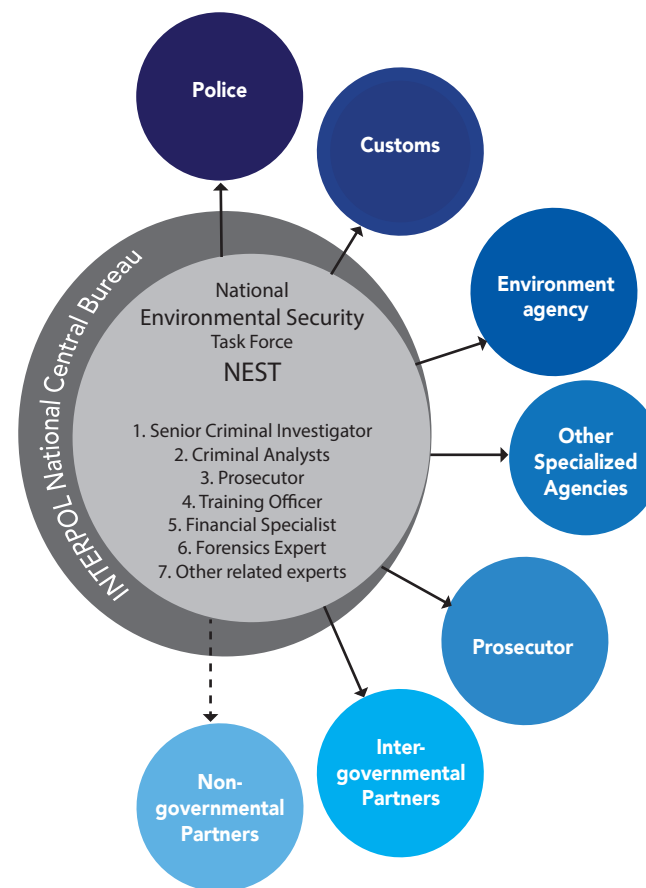 Police
Customs
Environment
agency
Other
Specialized
Agencies
Prosecutor
Inter-
governmental
Partners
Non-
governmental
Partners
INTERPOL National Central Bureau
National
Environmental Security
Task Force
NEST
1. Senior Criminal Investigator
2. Criminal Analysts
3. Prosecutor
4. Training Officer
5. Financial Specialist
6. Forensics Expert
7. Other related experts